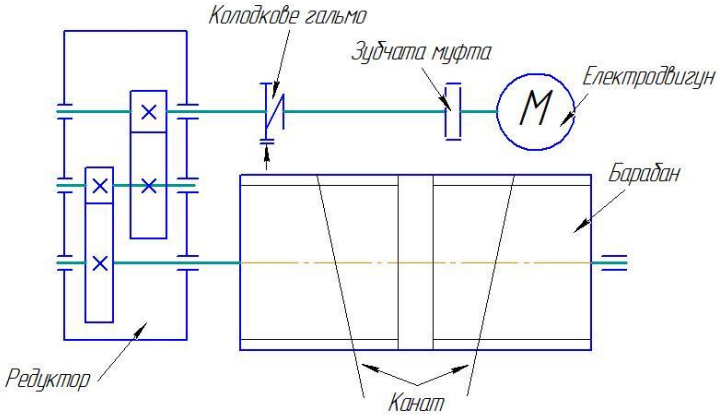 Колодкове гальмо
Зубчата муфта
Електродвигун
М
Барабан
Редуктор
Канат